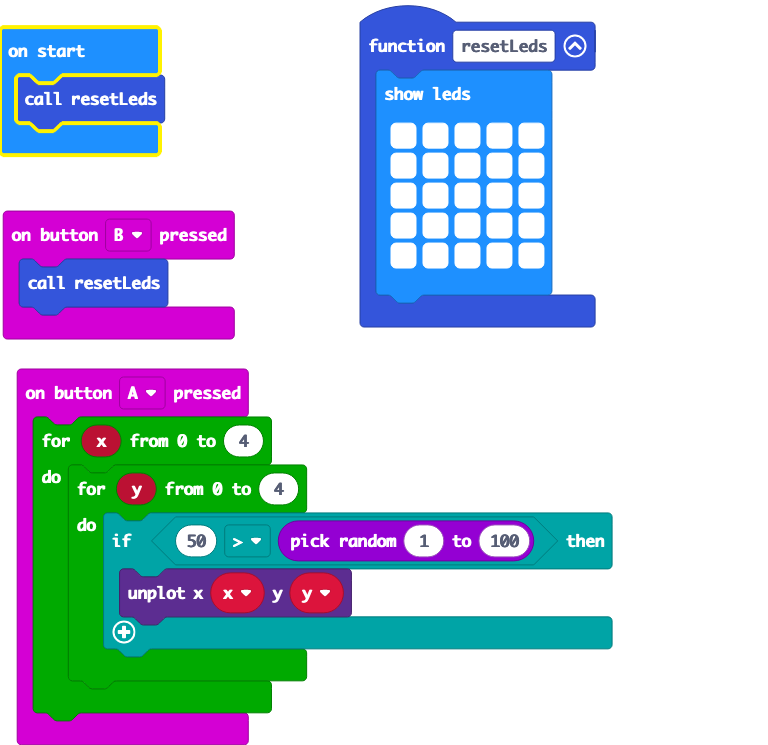 on start
call resetLeds
function resetLeds
show leds
on button B pressed
call resetLeds
on button A pressed
for x from 0 to 4
do
for y from 0 to 4
do
if 50 > pick random 1 to 100 then
unplot x x y y